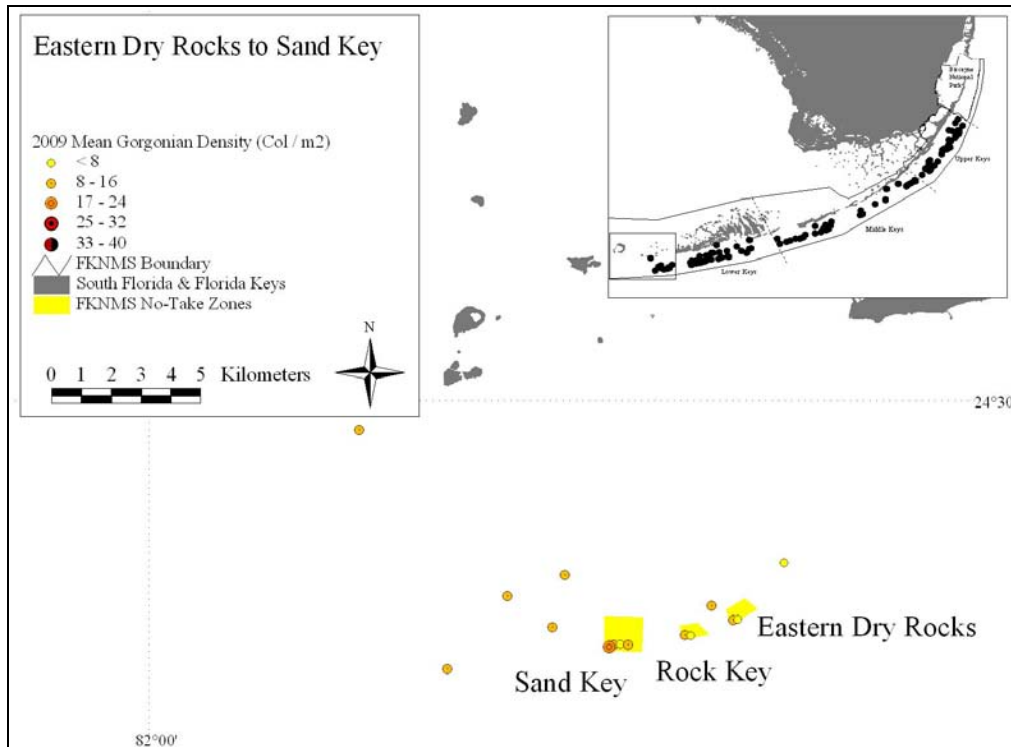 Eastern Dry Rocks to Sand Key
2009 Mean Gorgonian Density (Col / m2)
< 8
8 - 16
17 - 24
25 - 32
33 - 40
FKNMS Boundary
South Florida & Florida Keys
FKNMS No-Take Zones
N
0 1 2 3 4 5 Kilometers
Biscayne
National
Park
Upper Keys
Middle Keys
Lower Keys
24°30
Eastern Dry Rocks
Rock Key
Sand Key
82°00'